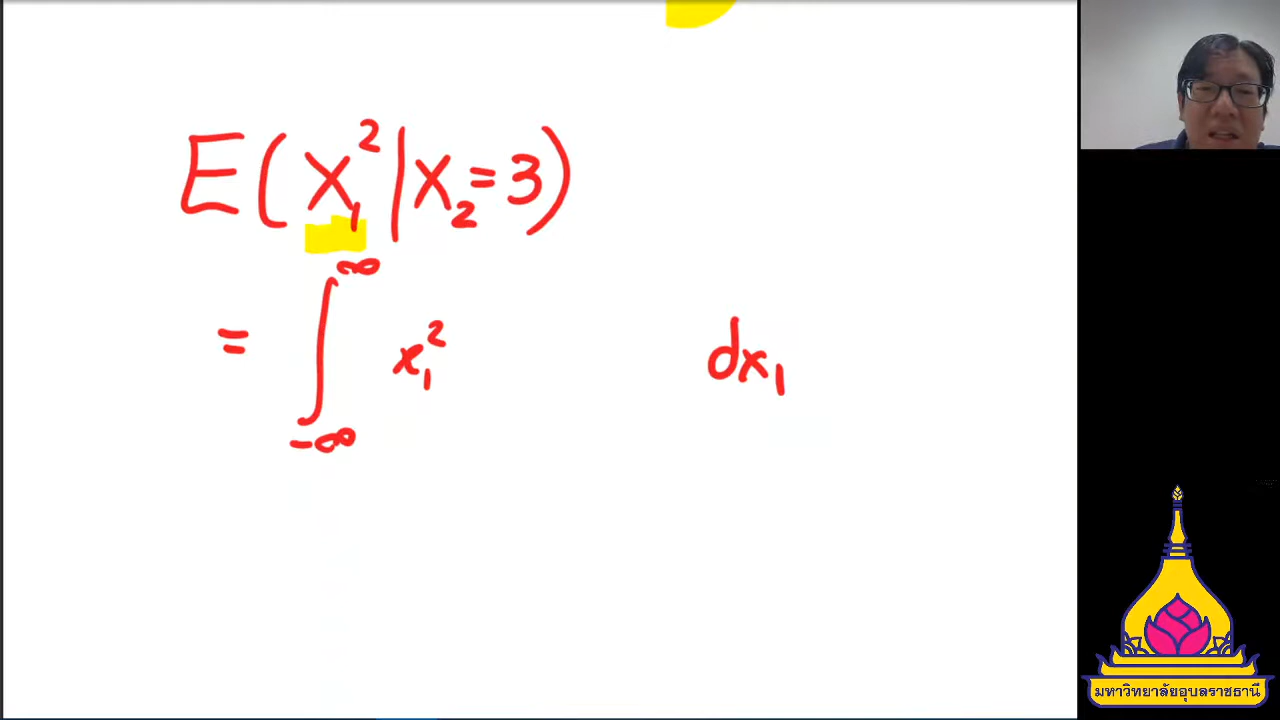 E(X₁²|X₂=3)
= ∫_{-∞}^{∞} x₁² dx₁
มหาวิทยาลัยอุบลราชธานี